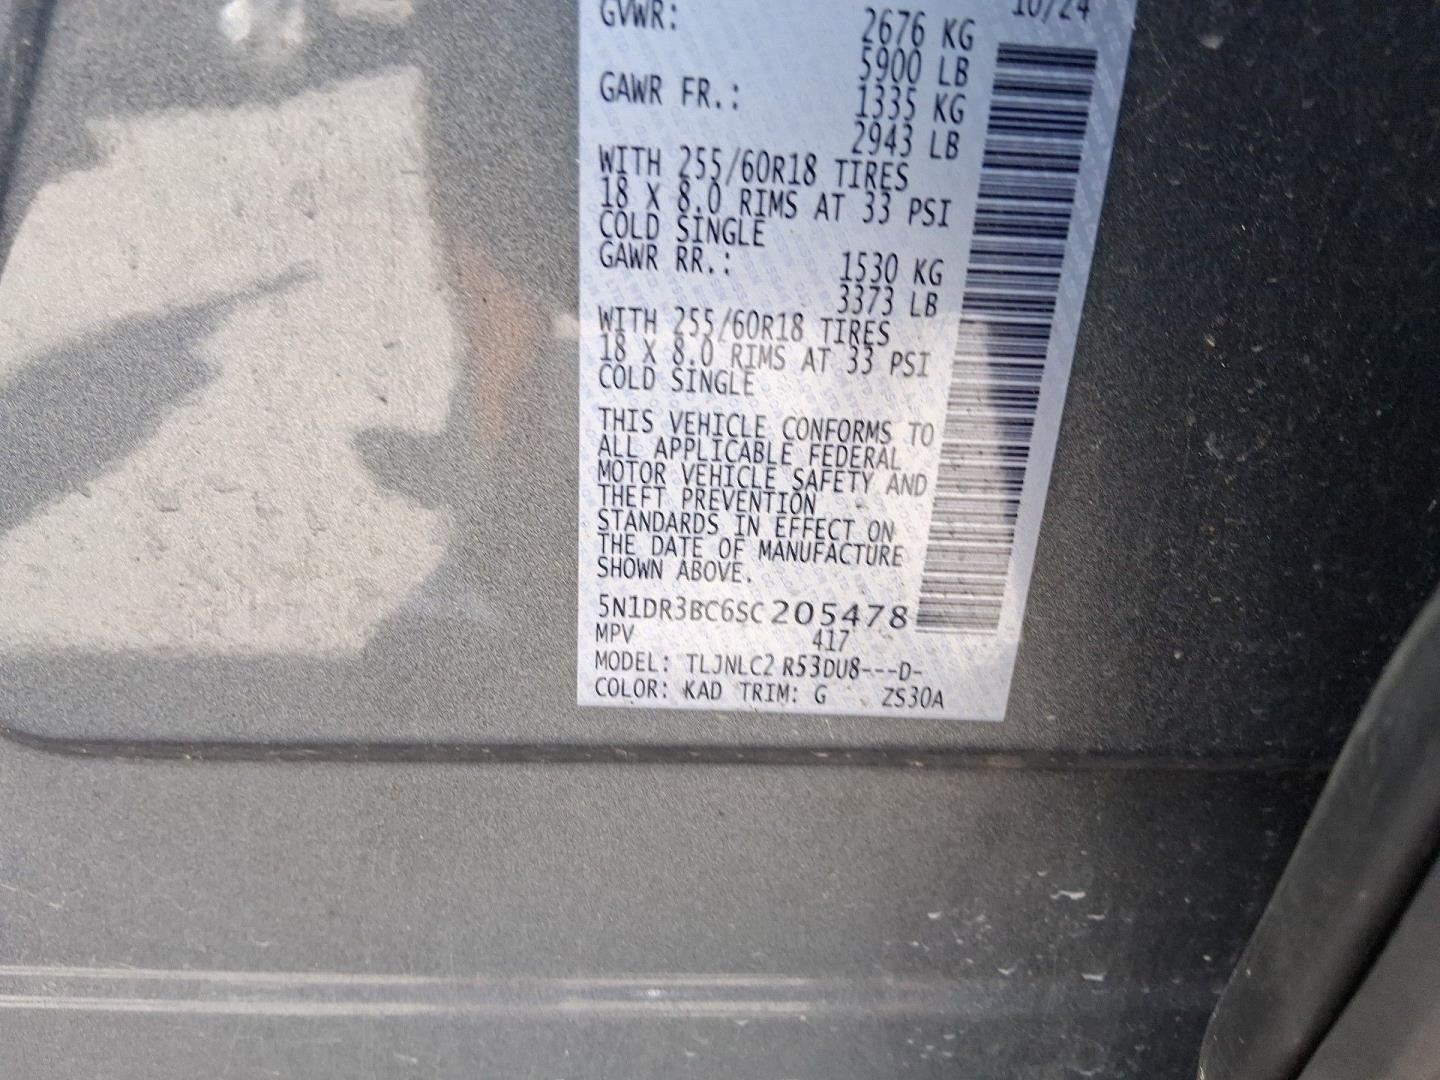 GVWR: 10/24
2676 KG
5900 LB
GAWR FR.: 1335 KG
2943 LB
WITH 255/60R18 TIRES
18 X 8.0 RIMS AT 33 PSI
COLD SINGLE
GAWR RR.: 1530 KG
3373 LB
WITH 255/60R18 TIRES
18 X 8.0 RIMS AT 33 PSI
COLD SINGLE
THIS VEHICLE CONFORMS TO
ALL APPLICABLE FEDERAL
MOTOR VEHICLE SAFETY AND
THEFT PREVENTION
STANDARDS IN EFFECT ON
THE DATE OF MANUFACTURE
SHOWN ABOVE.
5N1DR3BC6SC205478
MPV 417
MODEL: TLJNLC2 R53DU8---D-
COLOR: KAD TRIM: G ZS30A